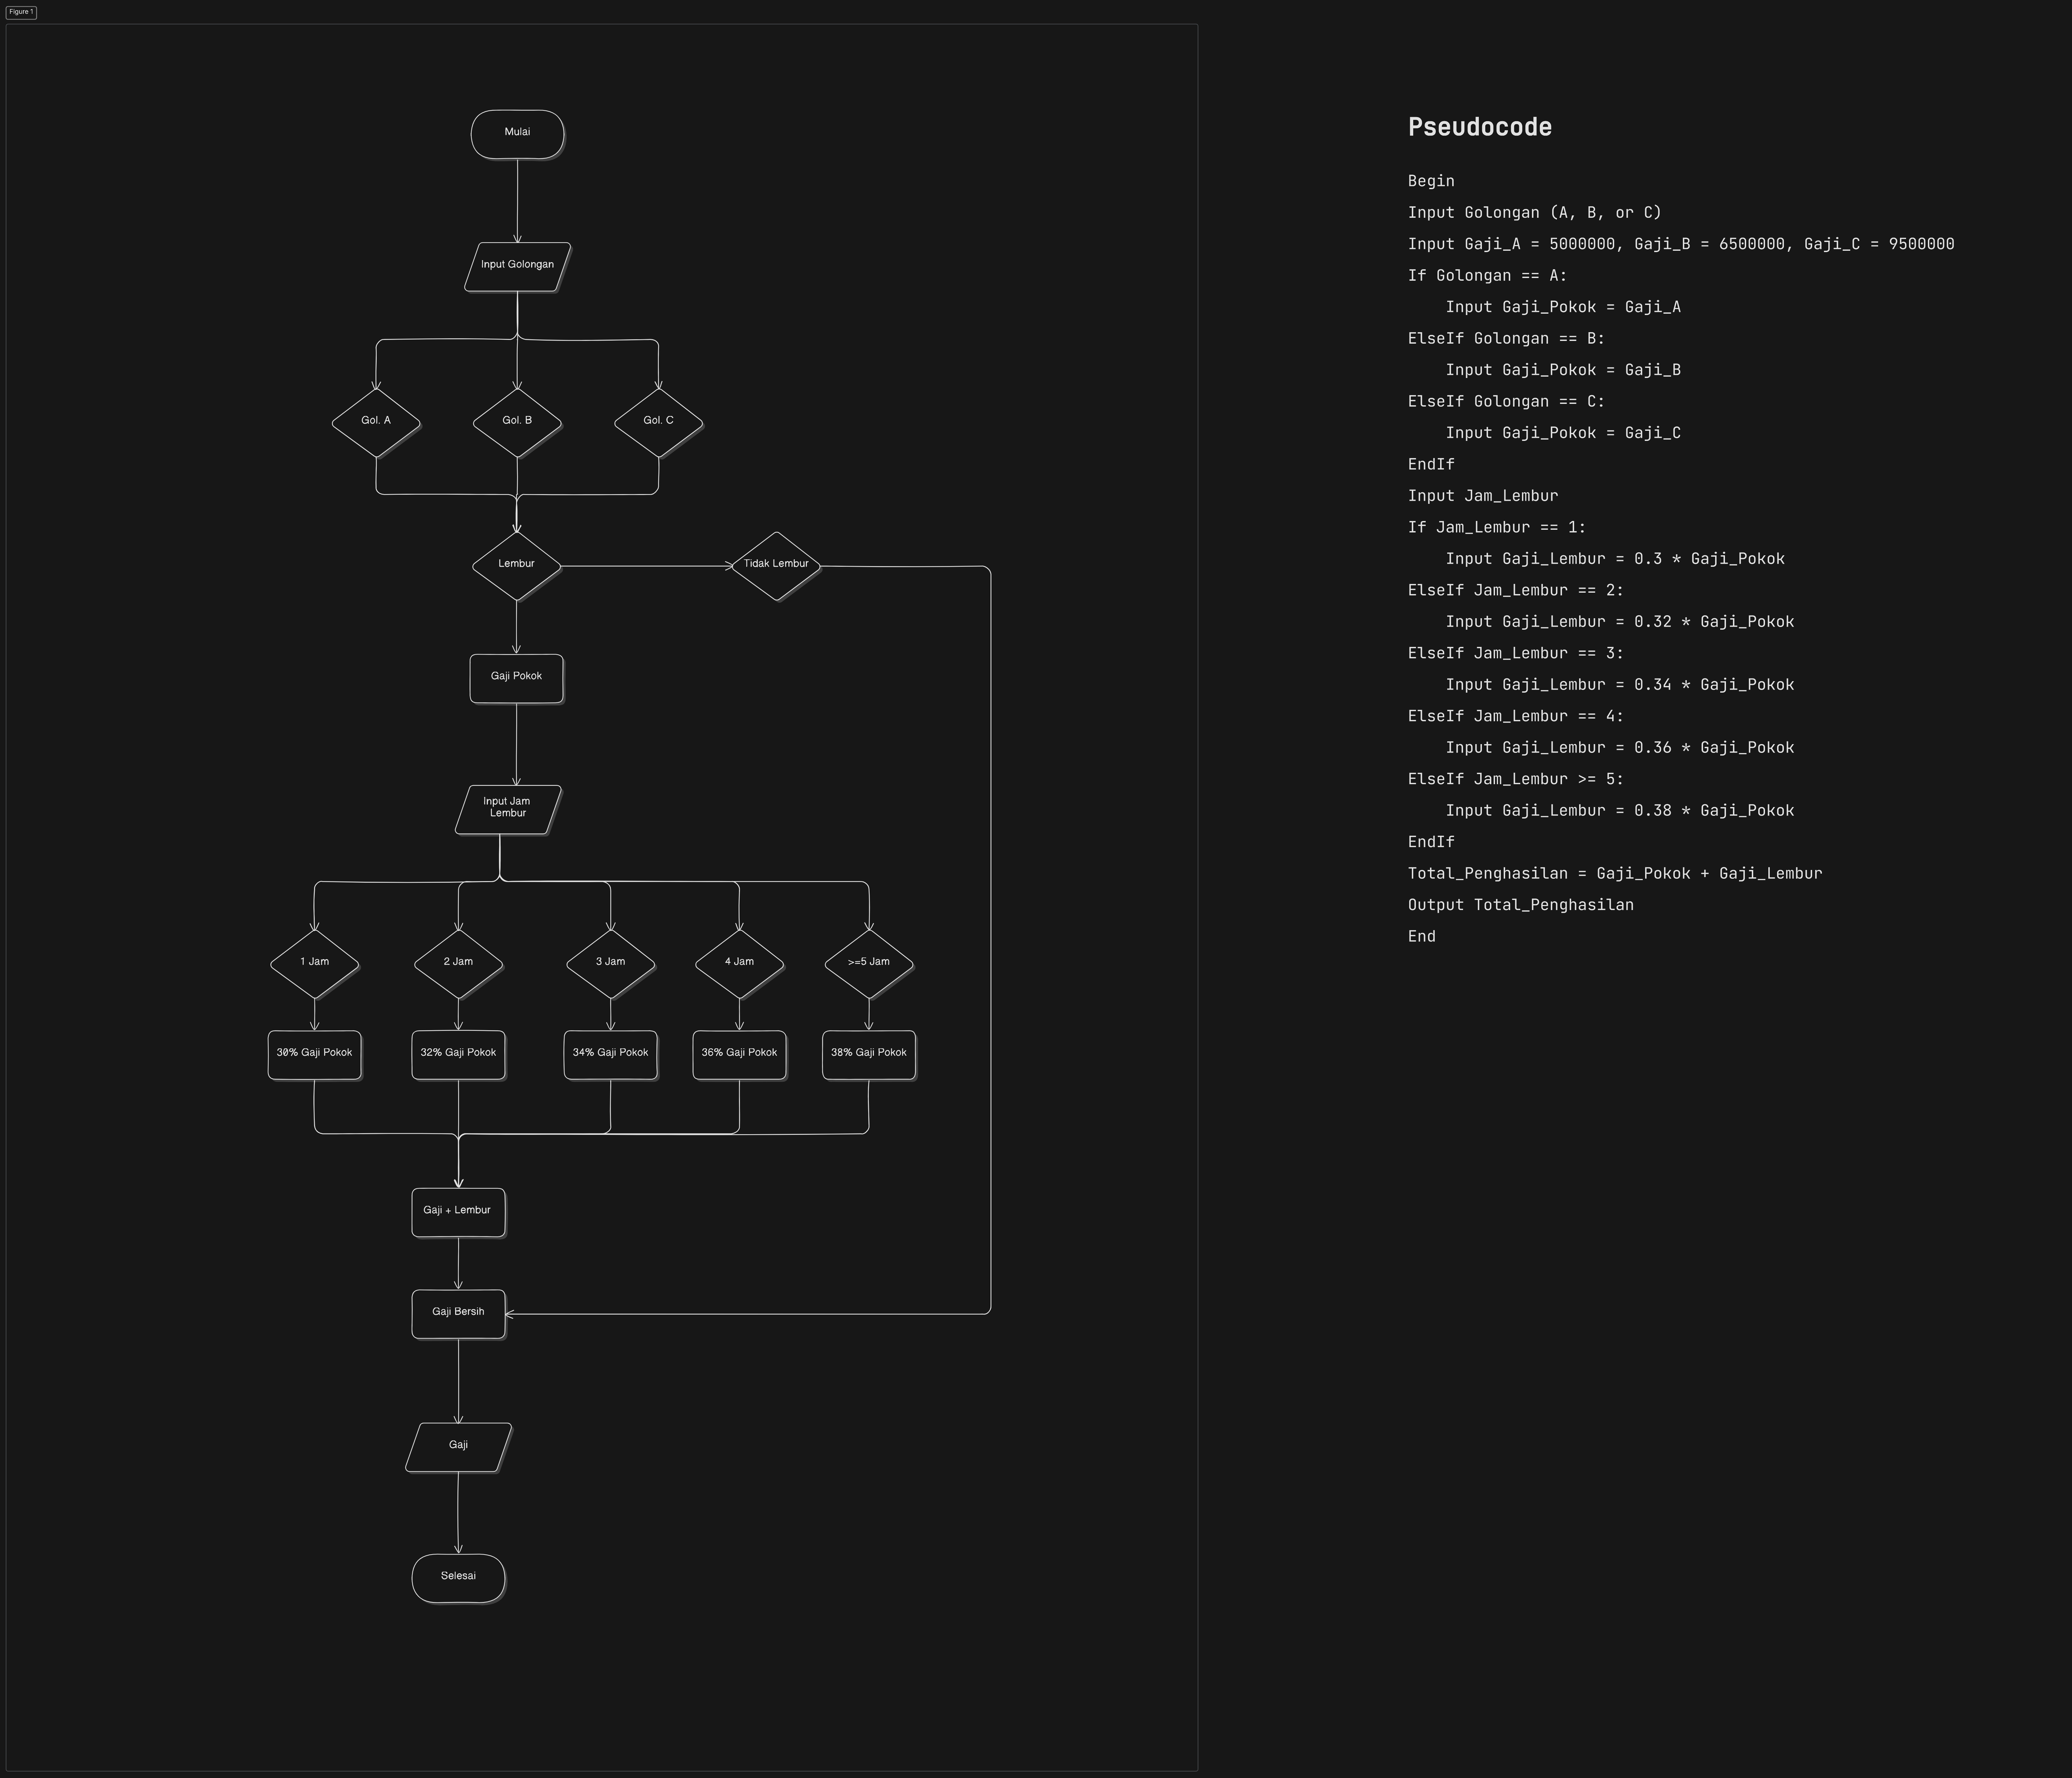 Figure 1
Mulai
Input Golongan
Gol. A
Gol. B
Gol. C
Lembur
Tidak Lembur
Gaji Pokok
Input Jam
Lembur
1 Jam
2 Jam
3 Jam
4 Jam
>=5 Jam
30% Gaji Pokok
32% Gaji Pokok
34% Gaji Pokok
36% Gaji Pokok
38% Gaji Pokok
Gaji + Lembur
Gaji Bersih
Gaji
Selesai
Pseudocode
Begin
Input Golongan (A, B, or C)
Input Gaji_A = 5000000, Gaji_B = 6500000, Gaji_C = 9500000
If Golongan == A:
    Input Gaji_Pokok = Gaji_A
ElseIf Golongan == B:
    Input Gaji_Pokok = Gaji_B
ElseIf Golongan == C:
    Input Gaji_Pokok = Gaji_C
EndIf
Input Jam_Lembur
If Jam_Lembur == 1:
    Input Gaji_Lembur = 0.3 * Gaji_Pokok
ElseIf Jam_Lembur == 2:
    Input Gaji_Lembur = 0.32 * Gaji_Pokok
ElseIf Jam_Lembur == 3:
    Input Gaji_Lembur = 0.34 * Gaji_Pokok
ElseIf Jam_Lembur == 4:
    Input Gaji_Lembur = 0.36 * Gaji_Pokok
ElseIf Jam_Lembur >= 5:
    Input Gaji_Lembur = 0.38 * Gaji_Pokok
EndIf
Total_Penghasilan = Gaji_Pokok + Gaji_Lembur
Output Total_Penghasilan
End